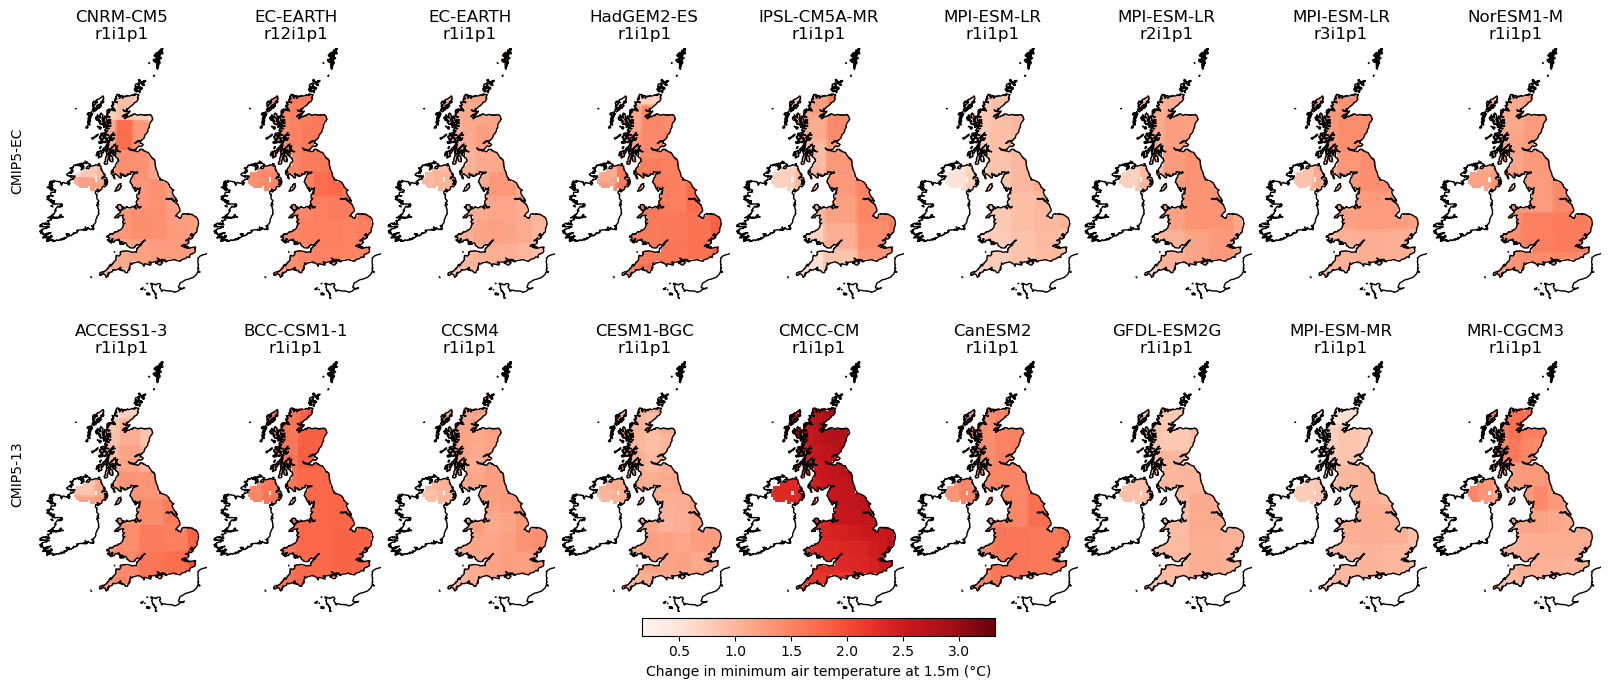 CNRM-CM5
r1i1p1
EC-EARTH
r12i1p1
EC-EARTH
r1i1p1
HadGEM2-ES
r1i1p1
IPSL-CM5A-MR
r1i1p1
MPI-ESM-LR
r1i1p1
MPI-ESM-LR
r2i1p1
MPI-ESM-LR
r3i1p1
NorESM1-M
r1i1p1
CMIP5-EC
ACCESS1-3
r1i1p1
BCC-CSM1-1
r1i1p1
CCSM4
r1i1p1
CESM1-BGC
r1i1p1
CMCC-CM
r1i1p1
CanESM2
r1i1p1
GFDL-ESM2G
r1i1p1
MPI-ESM-MR
r1i1p1
MRI-CGCM3
r1i1p1
CMIP5-13
0.5 1.0 1.5 2.0 2.5 3.0
Change in minimum air temperature at 1.5m (°C)